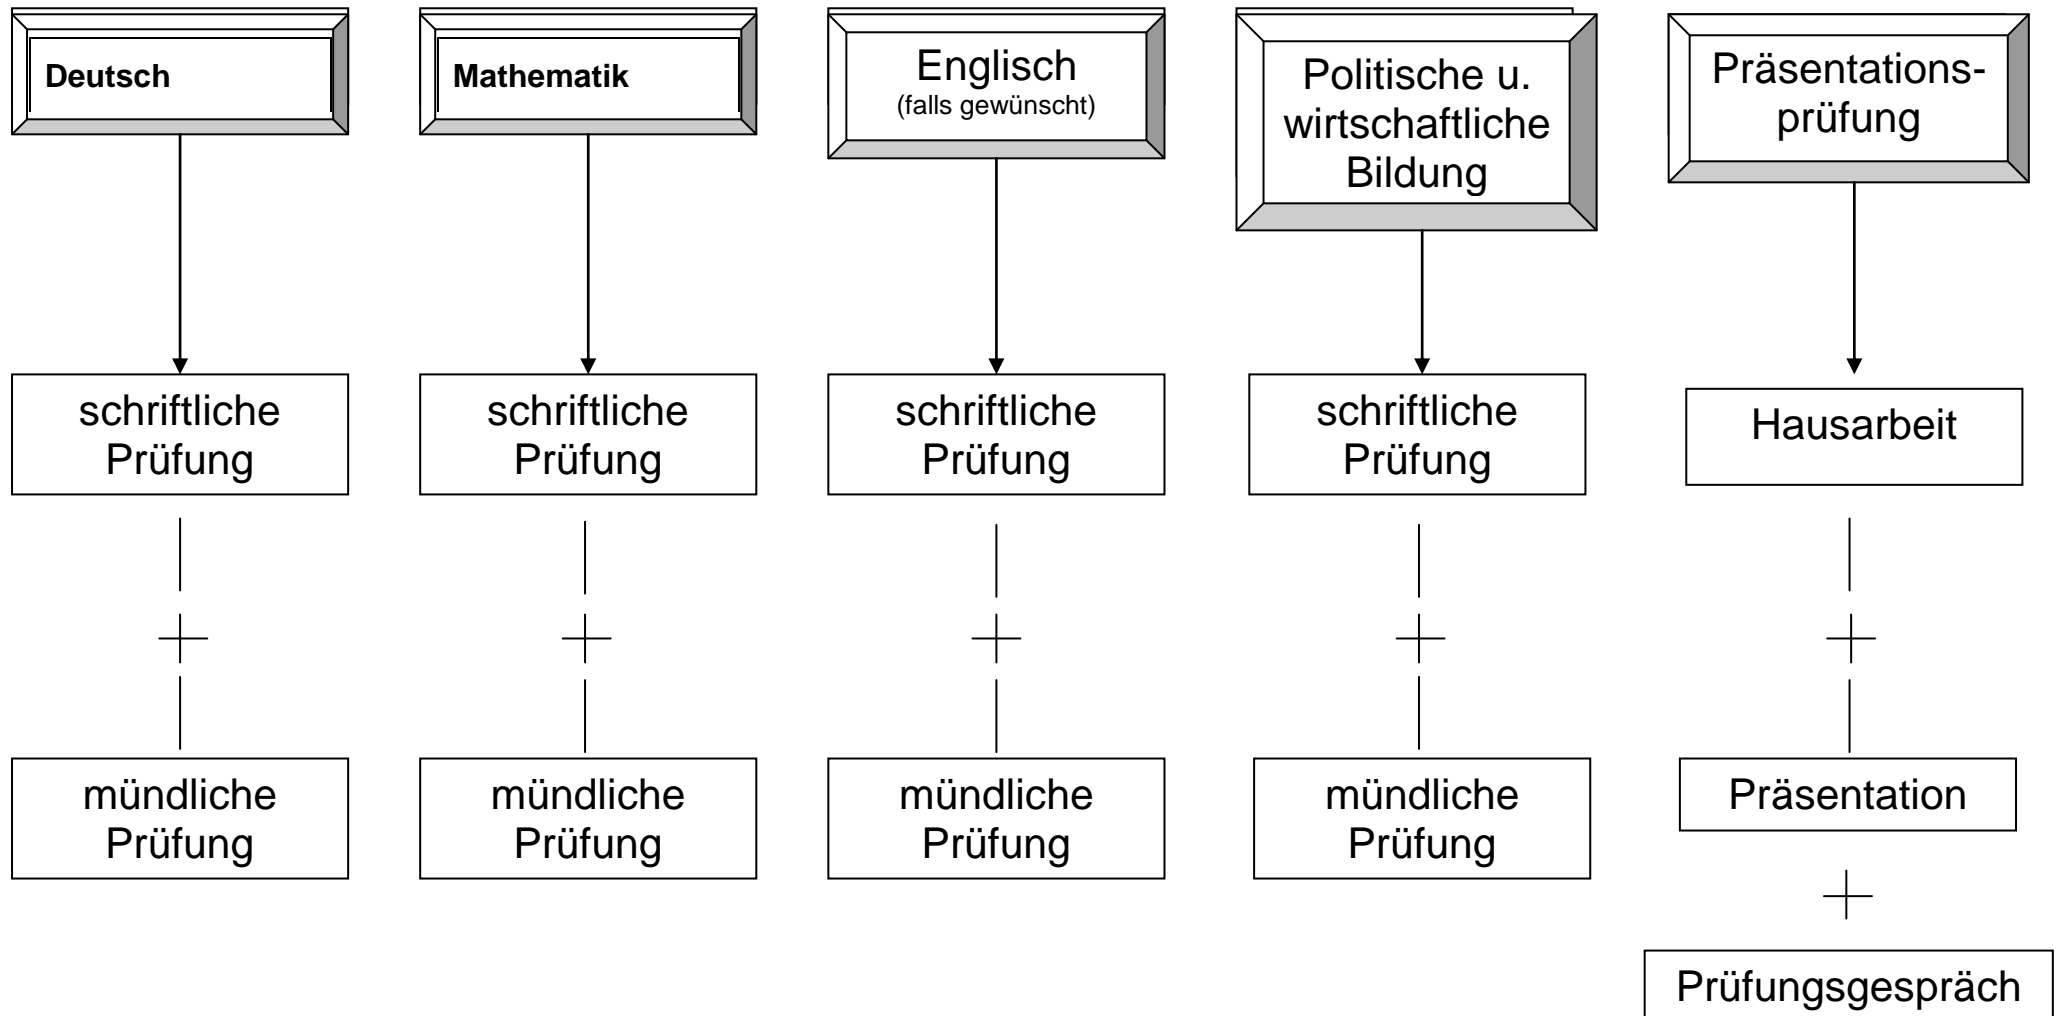 Deutsch
Mathematik
Englisch
(falls gewünscht)
Politische u.
wirtschaftliche
Bildung
Präsentations-
prüfung
schriftliche
Prüfung
schriftliche
Prüfung
schriftliche
Prüfung
schriftliche
Prüfung
Hausarbeit
mündliche
Prüfung
mündliche
Prüfung
mündliche
Prüfung
mündliche
Prüfung
Präsentation
Prüfungsgespräch